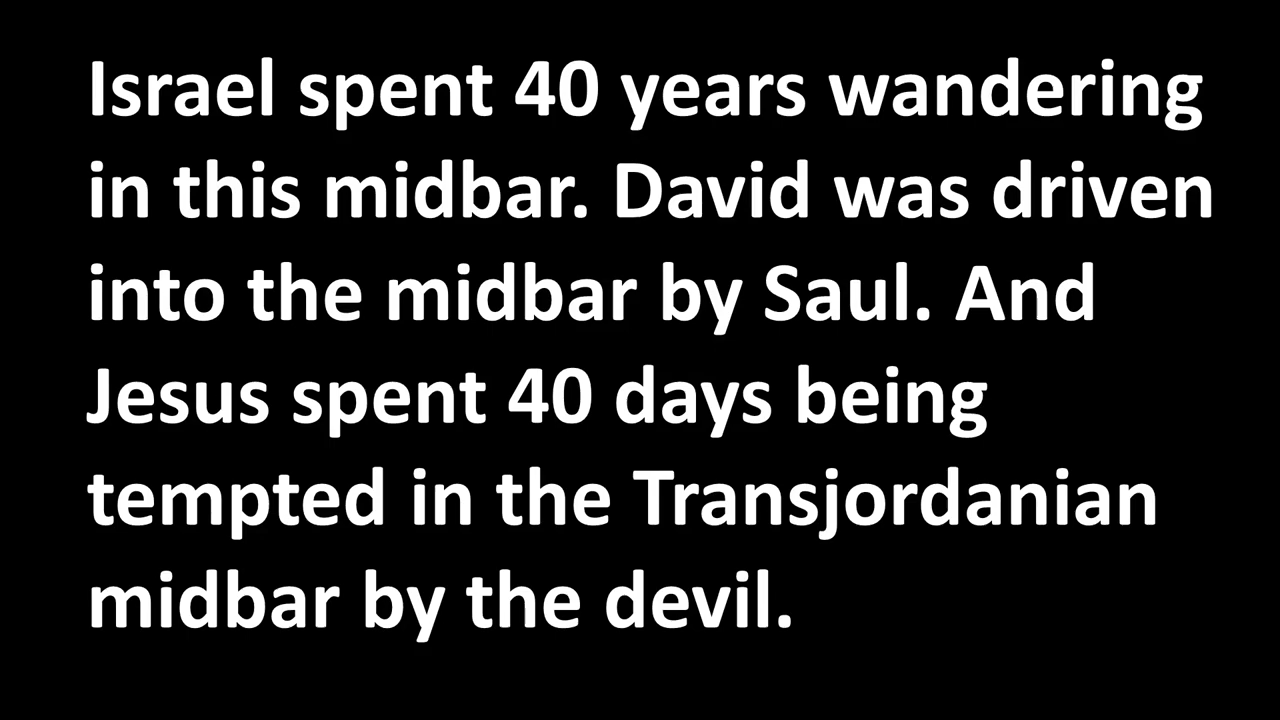 Israel spent 40 years wandering
in this midbar. David was driven
into the midbar by Saul. And
Jesus spent 40 days being
tempted in the Transjordanian
midbar by the devil.